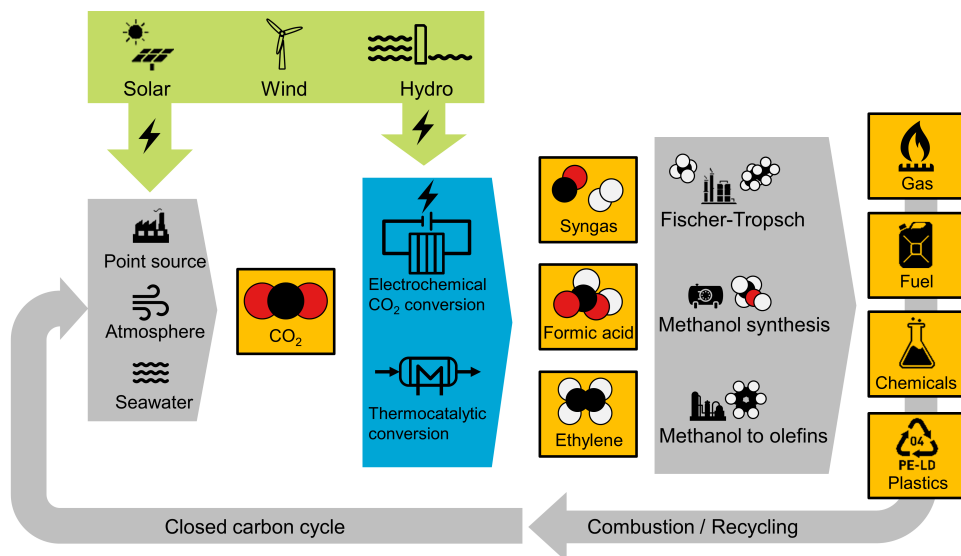 Solar
Wind
Hydro
Point source
Atmosphere
Seawater
CO₂
Electrochemical
CO₂ conversion
Thermocatalytic
conversion
Syngas
Formic acid
Ethylene
Fischer-Tropsch
Methanol synthesis
Methanol to olefins
Gas
Fuel
Chemicals
04
PE-LD
Plastics
Closed carbon cycle
Combustion / Recycling